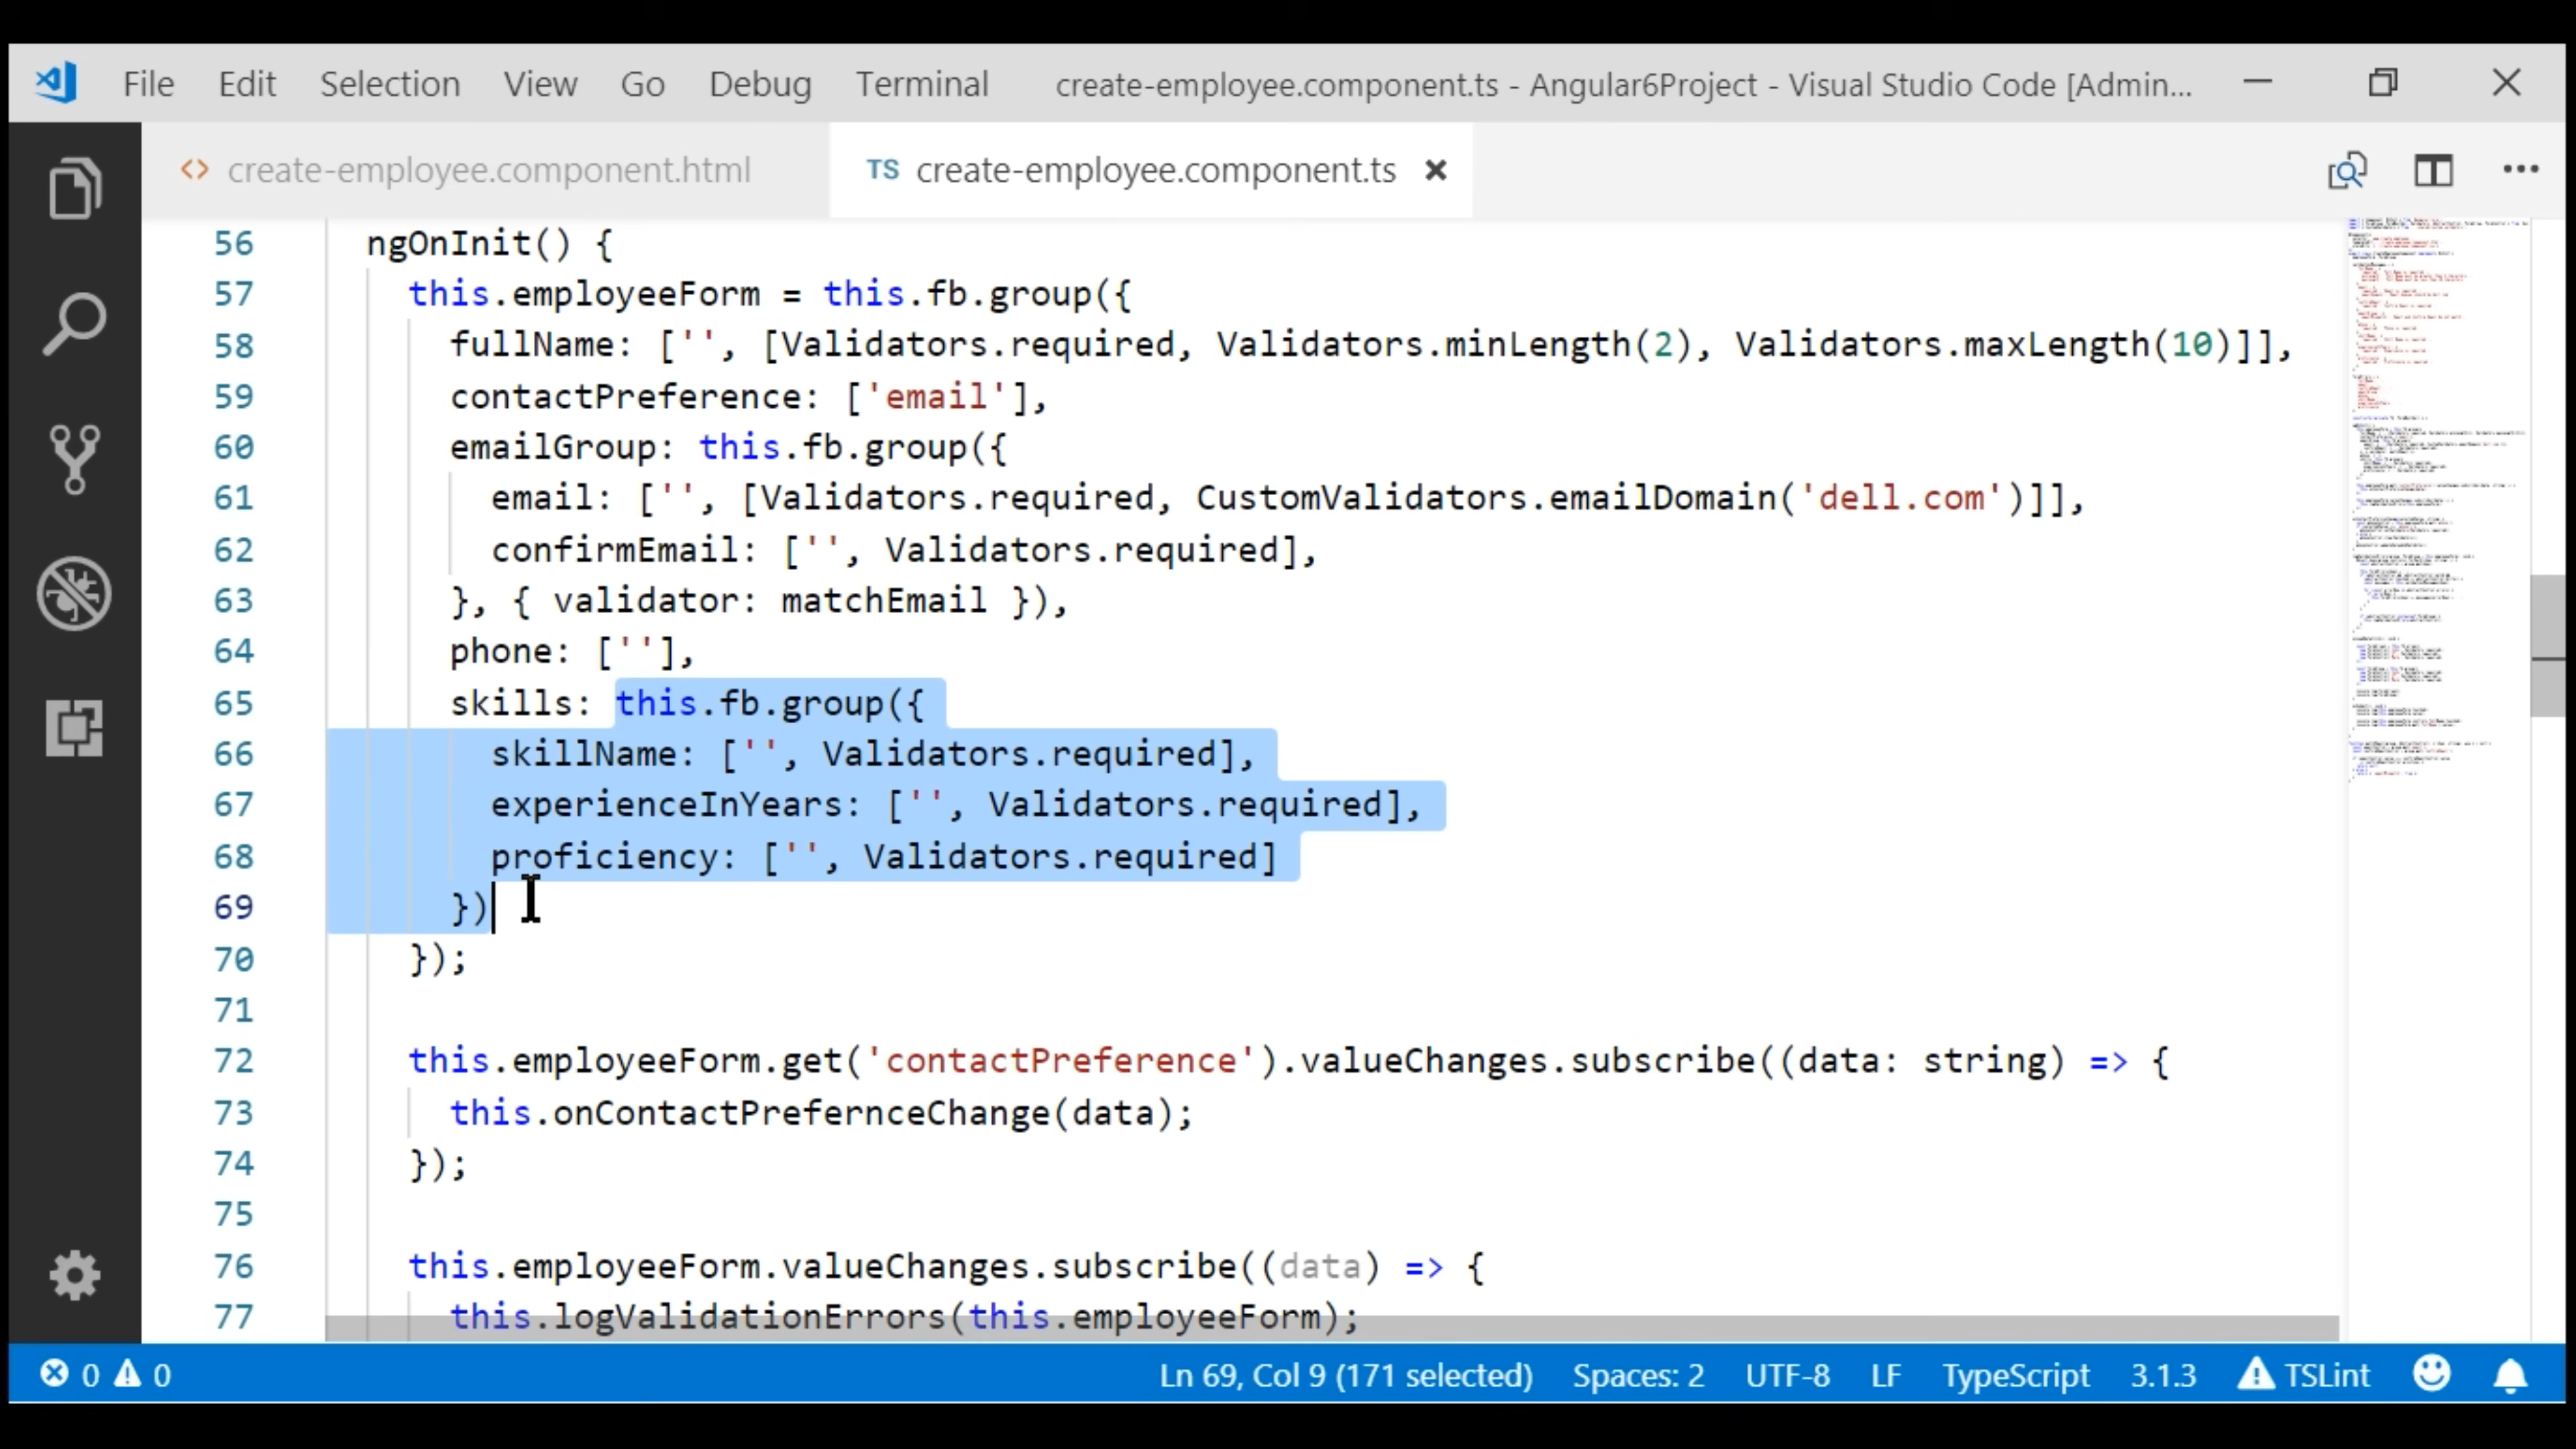 File Edit Selection View Go Debug Terminal create-employee.component.ts - Angular6Project - Visual Studio Code [Admin...
<> create-employee.component.html TS create-employee.component.ts
56 ngOnInit() {
57 this.employeeForm = this.fb.group({
58 fullName: ['', [Validators.required, Validators.minLength(2), Validators.maxLength(10)]],
59 contactPreference: ['email'],
60 emailGroup: this.fb.group({
61 email: ['', [Validators.required, CustomValidators.emailDomain('dell.com')]],
62 confirmEmail: ['', Validators.required],
63 }, { validator: matchEmail }),
64 phone: [''],
65 skills: this.fb.group({
66 skillName: ['', Validators.required],
67 experienceInYears: ['', Validators.required],
68 proficiency: ['', Validators.required]
69 })
70 });
71
72 this.employeeForm.get('contactPreference').valueChanges.subscribe((data: string) => {
73 this.onContactPrefernceChange(data);
74 });
75
76 this.employeeForm.valueChanges.subscribe((data) => {
77 this.logValidationErrors(this.employeeForm);
0 0 Ln 69, Col 9 (171 selected) Spaces: 2 UTF-8 LF TypeScript 3.1.3 TSLint